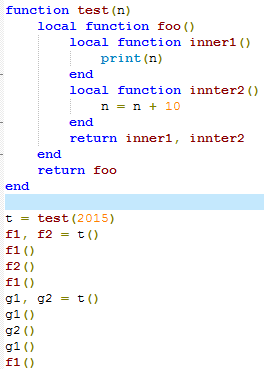 function test(n)
    local function foo()
        local function inner1()
            print(n)
        end
        local function innter2()
            n = n + 10
        end
        return inner1, innter2
    end
    return foo
end

t = test(2015)
f1, f2 = t()
f1()
f2()
f1()
g1, g2 = t()
g1()
g2()
g1()
f1()